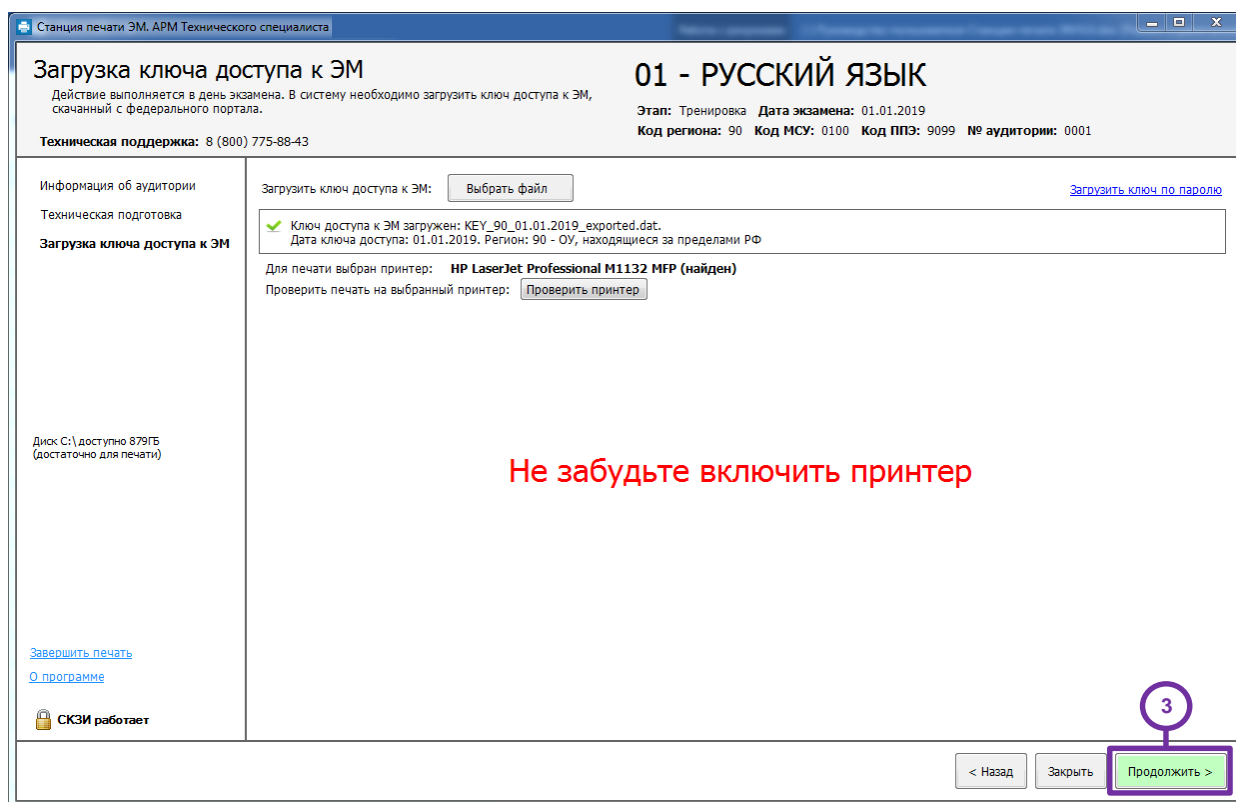 Станция печати ЭМ. АРМ Технического специалиста
Загрузка ключа доступа к ЭМ
Действие выполняется в день экзамена. В систему необходимо загрузить ключ доступа к ЭМ,
скачанный с федерального портала.
Техническая поддержка: 8 (800) 775-88-43
01 - РУССКИЙ ЯЗЫК
Этап: Тренировка Дата экзамена: 01.01.2019
Код региона: 90 Код МСУ: 0100 Код ППЭ: 9099 № аудитории: 0001
Информация об аудитории
Техническая подготовка
Загрузка ключа доступа к ЭМ
Диск C:\ доступно 879ГБ
(достаточно для печати)
Завершить печать
О программе
СКЗИ работает
Загрузить ключ доступа к ЭМ: Выбрать файл Загрузить ключ по паролю
Ключ доступа к ЭМ загружен: KEY_90_01.01.2019_exported.dat.
Дата ключа доступа: 01.01.2019. Регион: 90 - ОУ, находящиеся за пределами РФ
Для печати выбран принтер: HP LaserJet Professional M1132 MFP (найден)
Проверить печать на выбранный принтер: Проверить принтер
Не забудьте включить принтер
3
< Назад Закрыть Продолжить >